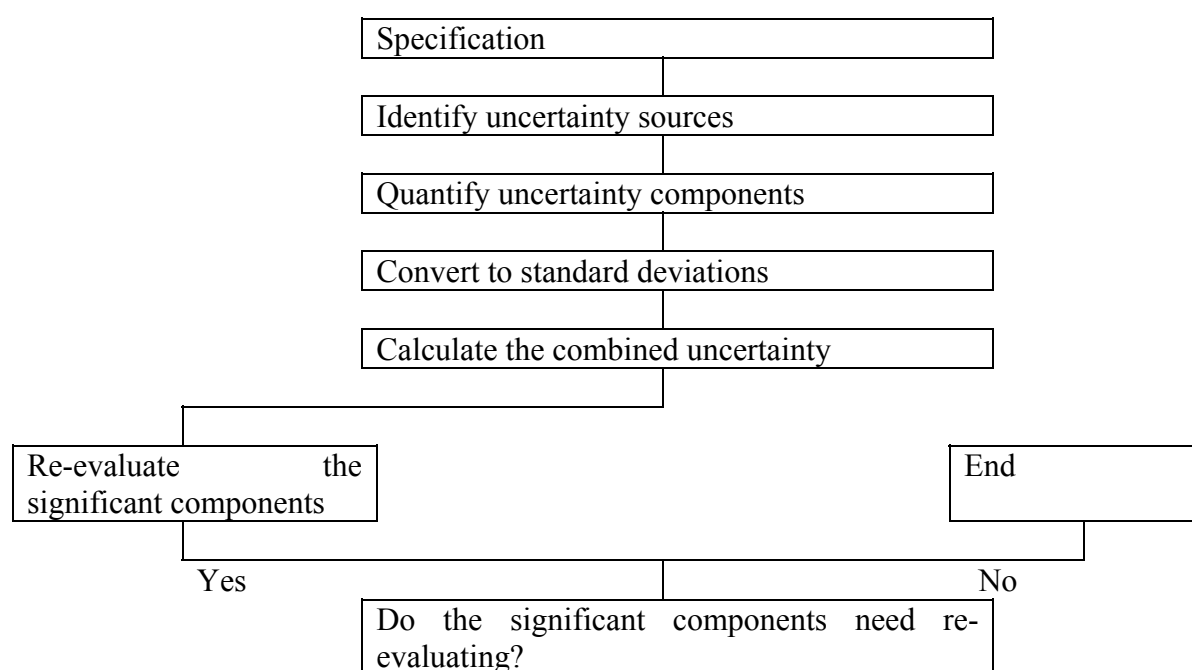 Specification
Identify uncertainty sources
Quantify uncertainty components
Convert to standard deviations
Calculate the combined uncertainty
Re-evaluate the
significant components
End
Yes
No
Do the significant components need re-
evaluating?